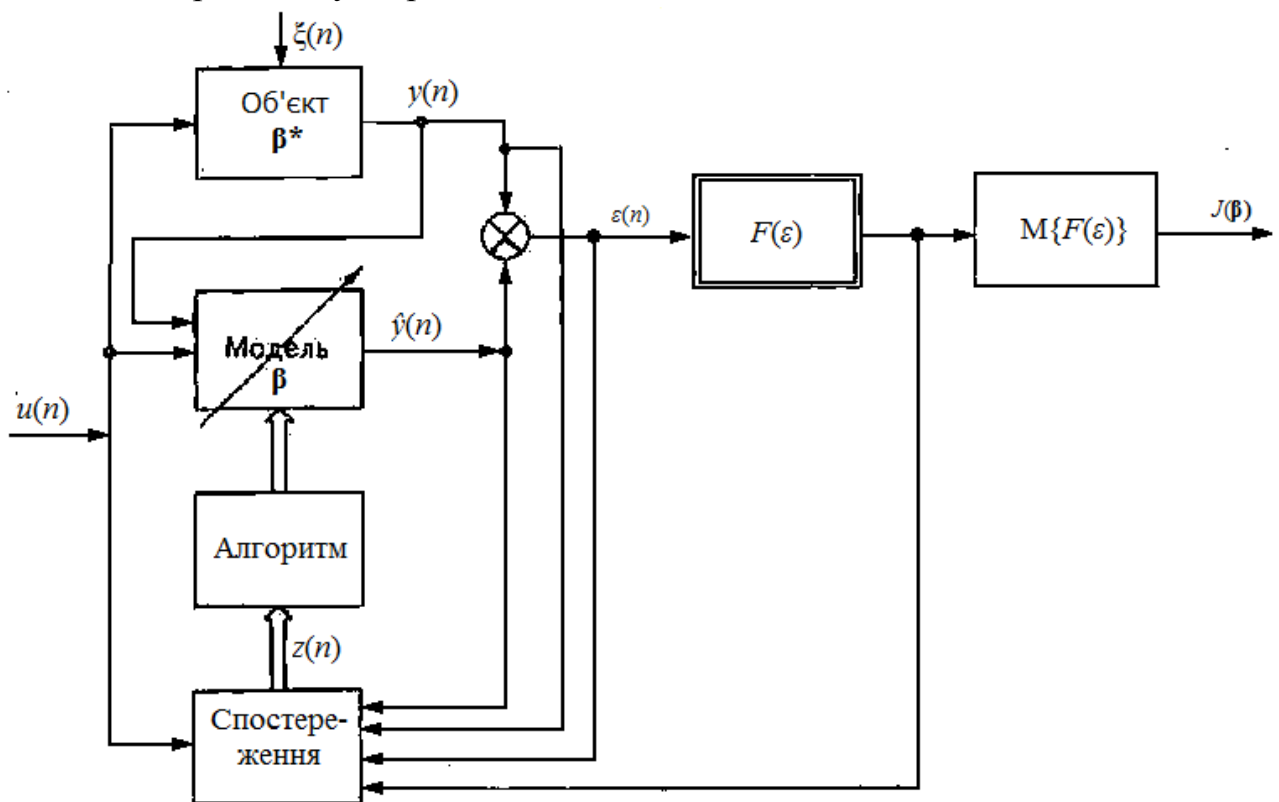 ξ(n)
Об'єкт
β*
y(n)
ε(n)
F(ε)
M{F(ε)}
J(β)
Модель
β
ŷ(n)
u(n)
Алгоритм
z(n)
Спостере-
ження